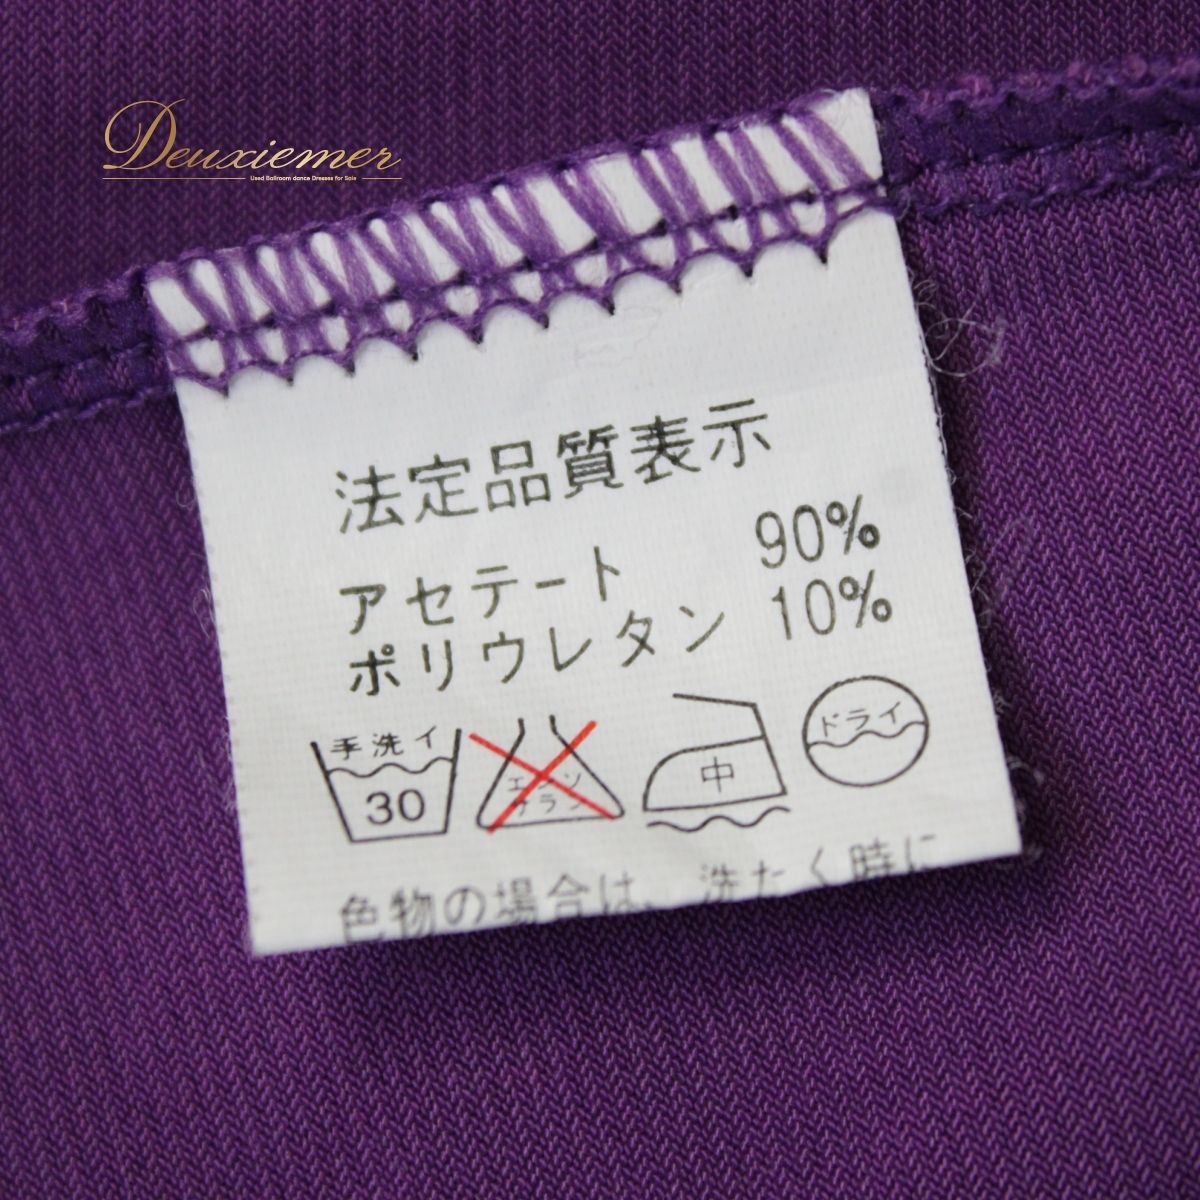 Deuxiemer
Used Ballroom dance Dresses for Sale
法定品質表示
アセテート 90%
ポリウレタン 10%
手洗イ
30
エンソ
サラシ
中
ドライ
色物の場合は、洗たく時に